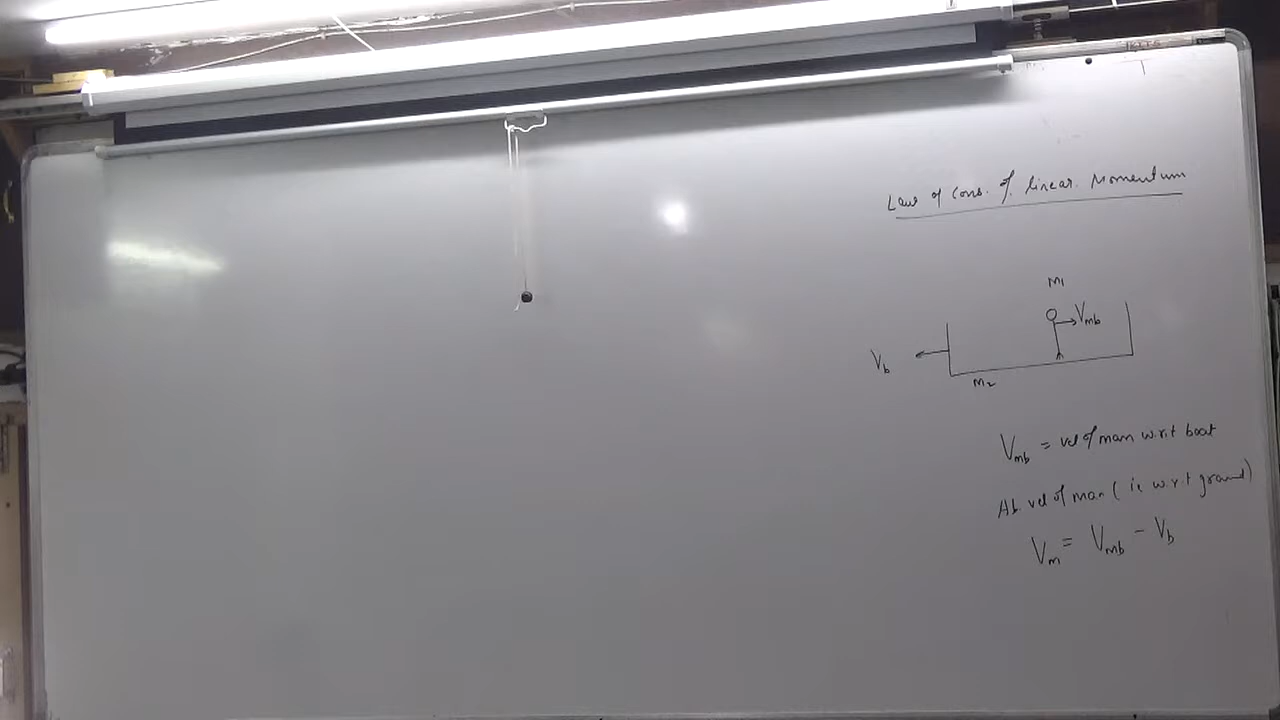 Law of Cons. of linear. Momentum
M1
Vmb
Vb
M2
Vmb = vel of man w.r.t boat
Ab. vel of man ( ie w.r.t ground)
Vm = Vmb - Vb